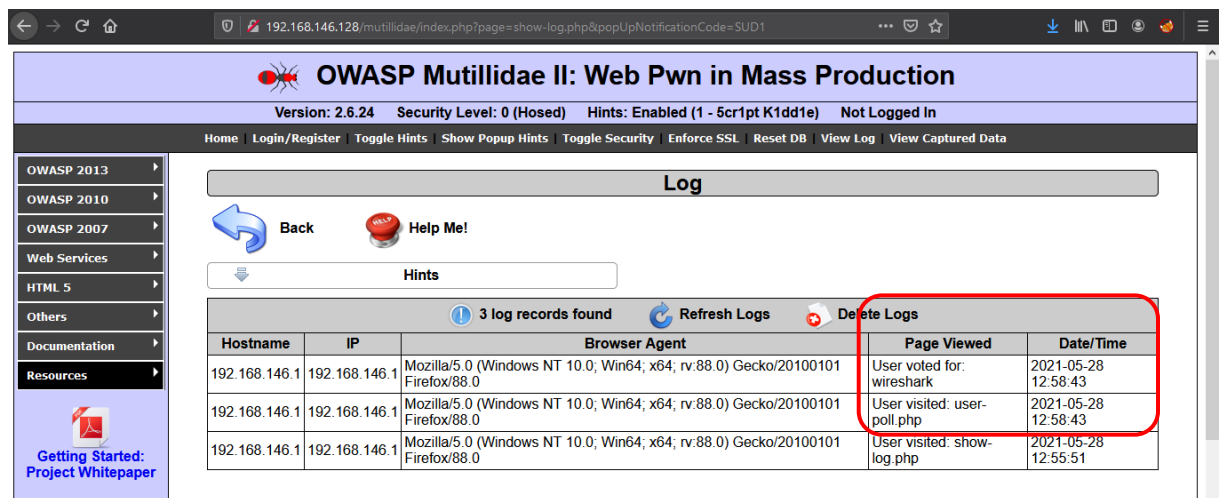 192.168.146.128/mutillidae/index.php?page=show-log.php&popUpNotificationCode=SUD1
OWASP Mutillidae II: Web Pwn in Mass Production
Version: 2.6.24 Security Level: 0 (Hosed) Hints: Enabled (1 - 5cr1pt K1dd1e) Not Logged In
Home | Login/Register | Toggle Hints | Show Popup Hints | Toggle Security | Enforce SSL | Reset DB | View Log | View Captured Data
OWASP 2013
OWASP 2010
OWASP 2007
Web Services
HTML 5
Others
Documentation
Resources
Getting Started:
Project Whitepaper
Log
Back
HELP
Help Me!
Hints
3 log records found Refresh Logs Delete Logs
Hostname IP Browser Agent Page Viewed Date/Time
192.168.146.1 192.168.146.1 Mozilla/5.0 (Windows NT 10.0; Win64; x64; rv:88.0) Gecko/20100101 User voted for: 2021-05-28
Firefox/88.0 wireshark 12:58:43
192.168.146.1 192.168.146.1 Mozilla/5.0 (Windows NT 10.0; Win64; x64; rv:88.0) Gecko/20100101 User visited: user- 2021-05-28
Firefox/88.0 poll.php 12:58:43
192.168.146.1 192.168.146.1 Mozilla/5.0 (Windows NT 10.0; Win64; x64; rv:88.0) Gecko/20100101 User visited: show- 2021-05-28
Firefox/88.0 log.php 12:55:51